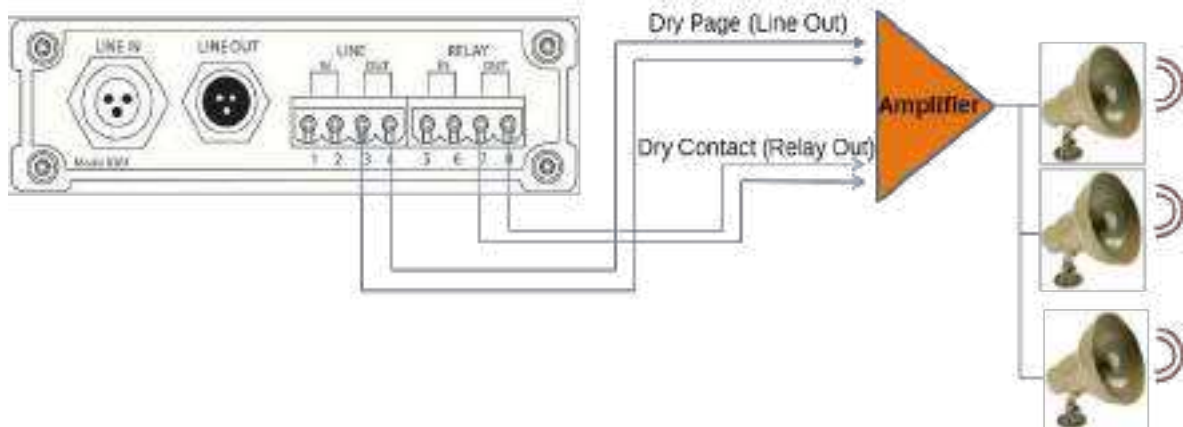 LINE IN
LINE OUT
LINE
IN OUT
RELAY
IN OUT
1 2 3 4 5 6 7 8
Dry Page (Line Out)
Amplifier
Dry Contact (Relay Out)